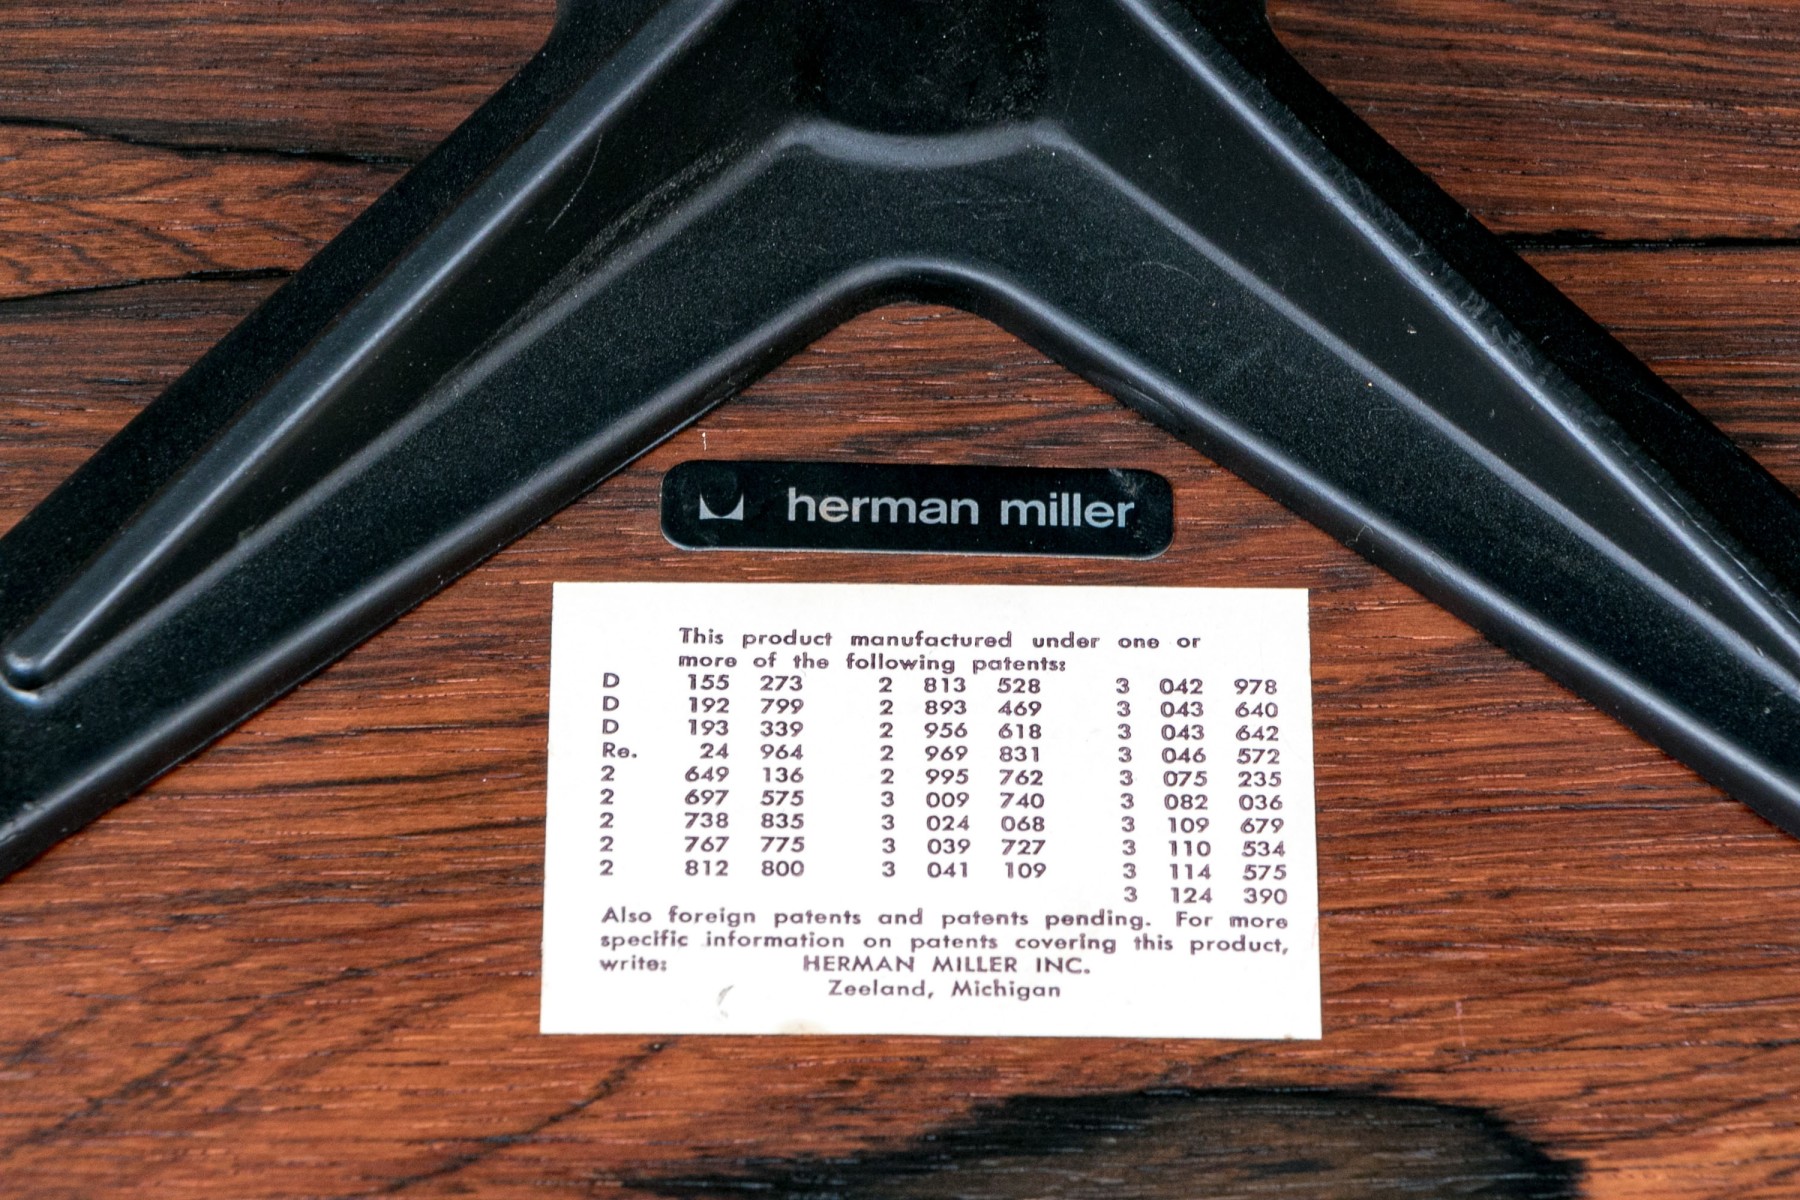 herman miller
This product manufactured under one or
more of the following patents:
D 155 273 2 813 528 3 042 978
D 192 799 2 893 469 3 043 640
D 193 339 2 956 618 3 043 642
Re. 24 964 2 969 831 3 046 572
2 649 136 2 995 762 3 075 235
2 697 575 3 009 740 3 082 036
2 738 835 3 024 068 3 109 679
2 767 775 3 039 727 3 110 534
2 812 800 3 041 109 3 114 575
3 124 390
Also foreign patents and patents pending. For more
specific information on patents covering this product,
write: HERMAN MILLER INC.
Zeeland, Michigan